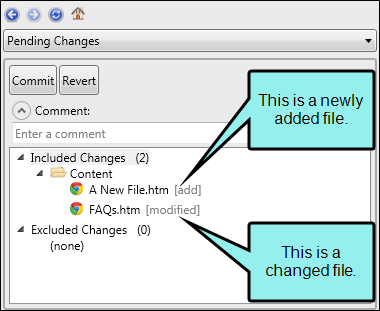 Pending Changes
Commit Revert
Comment:
Enter a comment
Included Changes (2)
Content
A New File.htm [add]
FAQs.htm [modified]
Excluded Changes (0)
(none)
This is a newly
added file.
This is a
changed file.